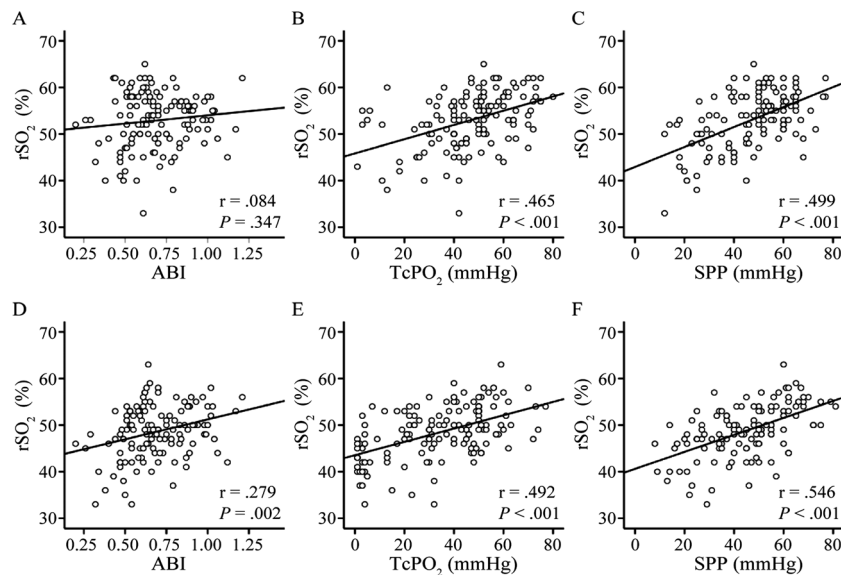 A
70
60
50
40
30
rSO2 (%)
r = .084
P = .347
0.25 0.50 0.75 1.00 1.25
ABI
B
70
60
50
40
30
rSO2 (%)
r = .465
P < .001
0 20 40 60 80
TcPO2 (mmHg)
C
70
60
50
40
30
rSO2 (%)
r = .499
P < .001
0 20 40 60 80
SPP (mmHg)
D
70
60
50
40
30
rSO2 (%)
r = .279
P = .002
0.25 0.50 0.75 1.00 1.25
ABI
E
70
60
50
40
30
rSO2 (%)
r = .492
P < .001
0 20 40 60 80
TcPO2 (mmHg)
F
70
60
50
40
30
rSO2 (%)
r = .546
P < .001
0 20 40 60 80
SPP (mmHg)